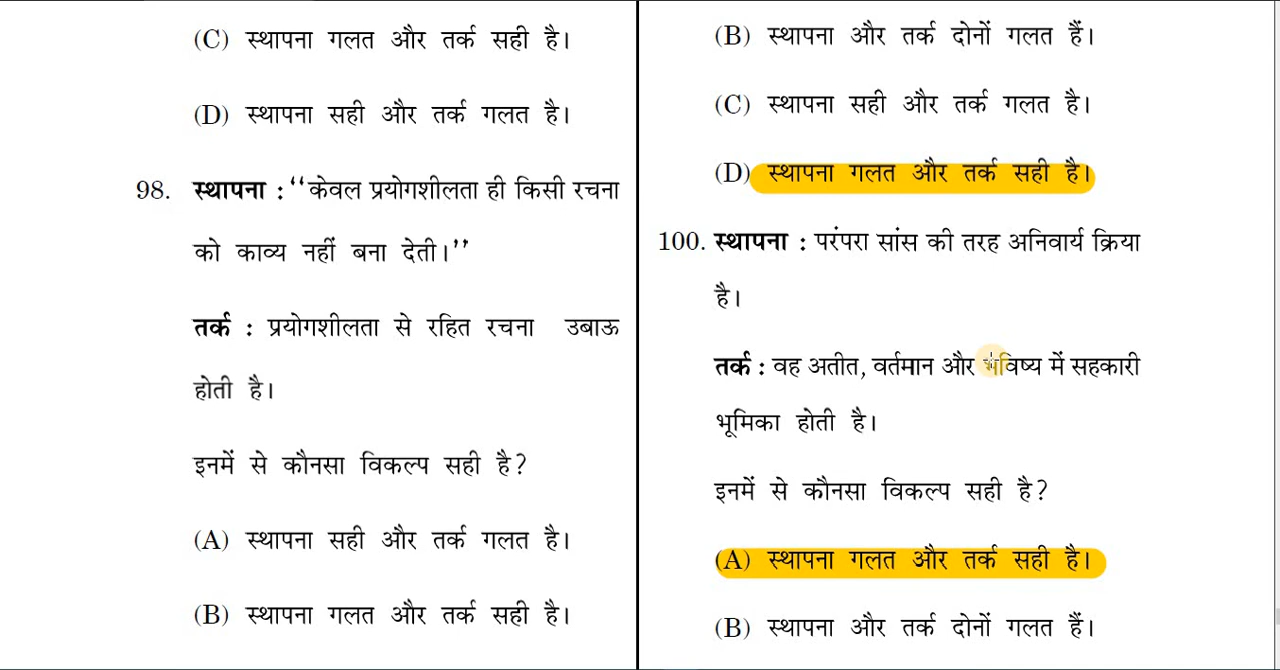 (C) स्थापना गलत और तर्क सही है।
(D) स्थापना सही और तर्क गलत है।
98. स्थापना : ‘‘केवल प्रयोगशीलता ही किसी रचना
को काव्य नहीं बना देती।’’
तर्क : प्रयोगशीलता से रहित रचना उबाऊ
होती है।
इनमें से कौनसा विकल्प सही है?
(A) स्थापना सही और तर्क गलत है।
(B) स्थापना गलत और तर्क सही है।
(B) स्थापना और तर्क दोनों गलत हैं।
(C) स्थापना सही और तर्क गलत है।
(D) स्थापना गलत और तर्क सही है।
100. स्थापना : परंपरा सांस की तरह अनिवार्य क्रिया
है।
तर्क : वह अतीत, वर्तमान और भविष्य में सहकारी
भूमिका होती है।
इनमें से कौनसा विकल्प सही है?
(A) स्थापना गलत और तर्क सही है।
(B) स्थापना और तर्क दोनों गलत हैं।